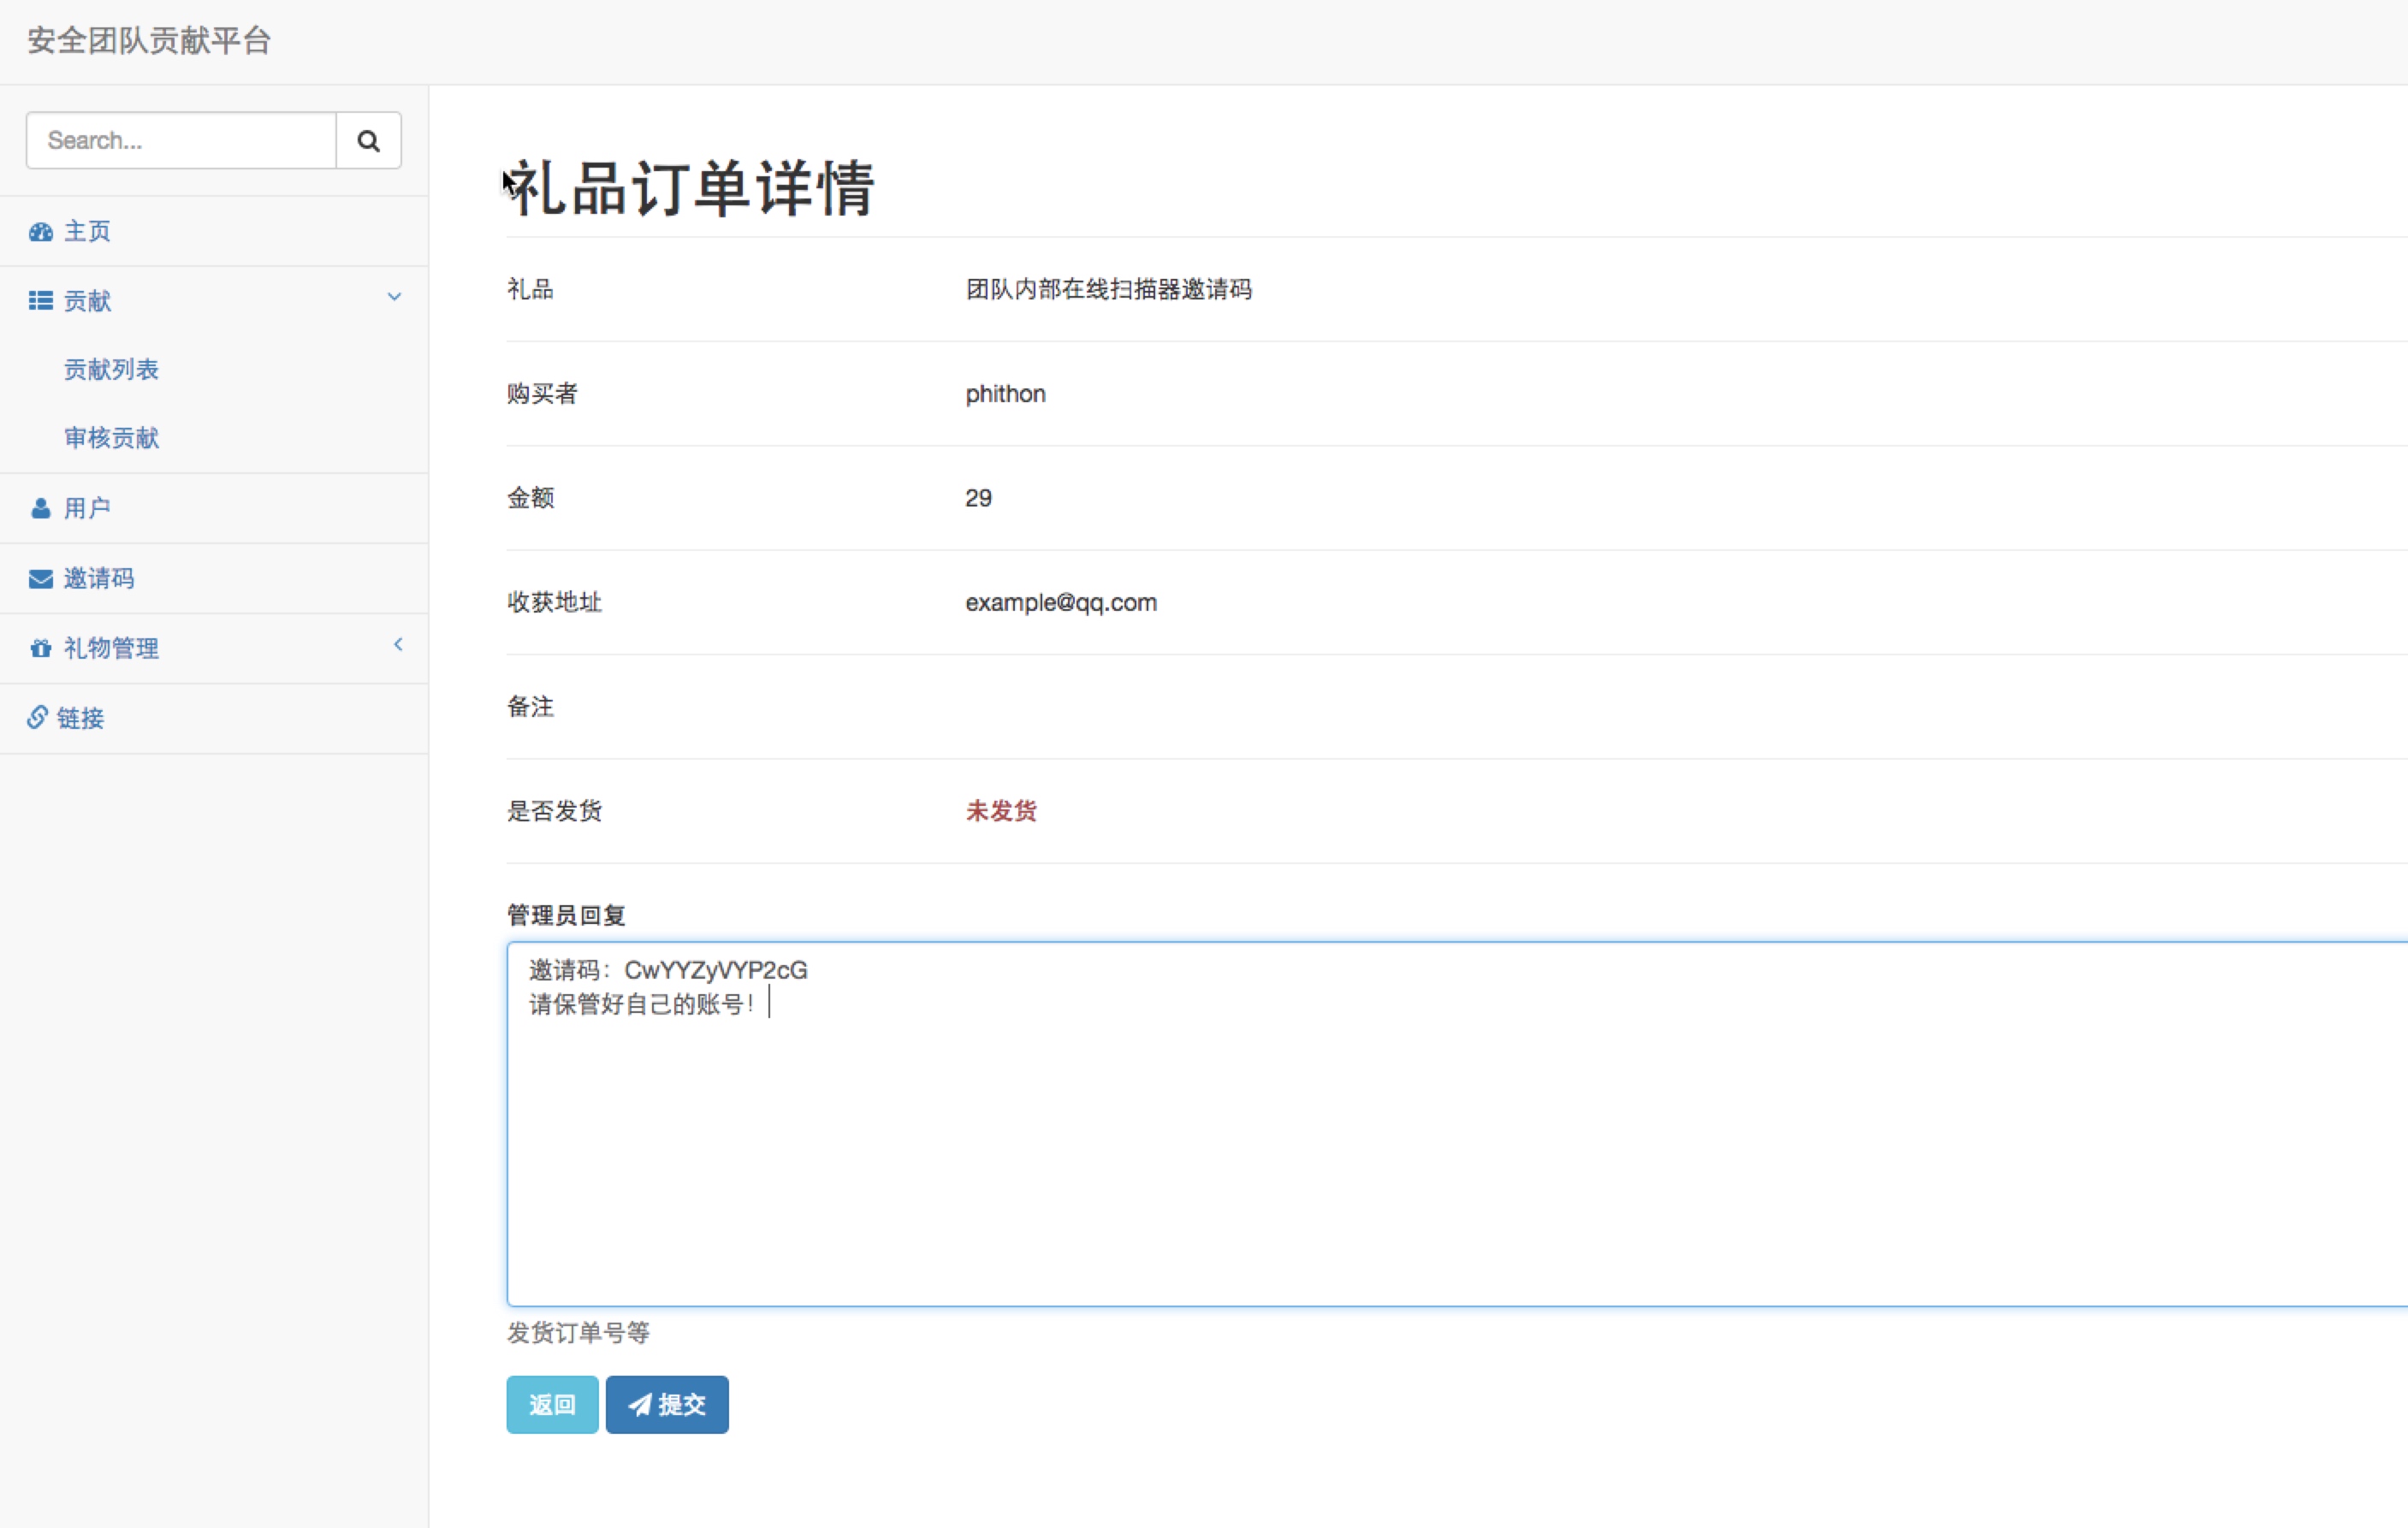 安全团队贡献平台
Search...
主页
贡献
贡献列表
审核贡献
用户
邀请码
礼物管理
链接
礼品订单详情
礼品 团队内部在线扫描器邀请码
购买者 phithon
金额 29
收获地址 example@qq.com
备注
是否发货 未发货
管理员回复
邀请码：CwYYZyVYP2cG
请保管好自己的账号！
发货订单号等
返回 提交